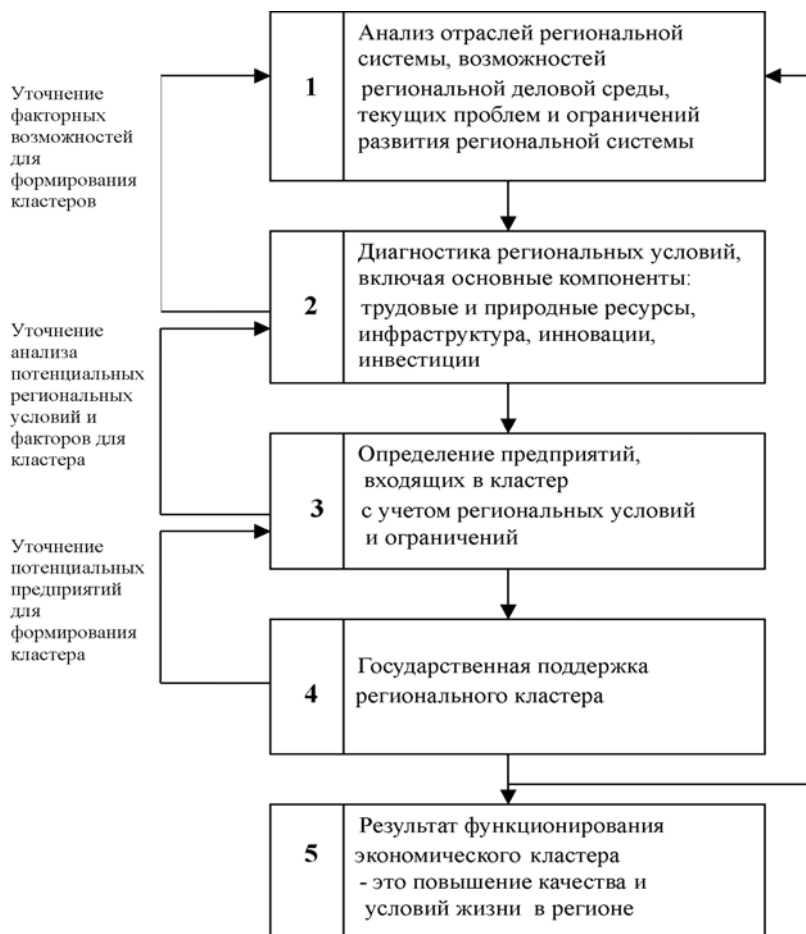 1
Анализ отраслей региональной
системы, возможностей
региональной деловой среды,
текущих проблем и ограничений
развития региональной системы
Уточнение
факторных
возможностей
для
формирования
кластеров
2
Диагностика региональных условий,
включая основные компоненты:
трудовые и природные ресурсы,
инфраструктура, инновации,
инвестиции
Уточнение
анализа
потенциальных
региональных
условий и
факторов для
кластера
3
Определение предприятий,
входящих в кластер
с учетом региональных условий
и ограничений
Уточнение
потенциальных
предприятий
для
формирования
кластера
4
Государственная поддержка
регионального кластера
5
Результат функционирования
экономического кластера
- это повышение качества и
условий жизни в регионе